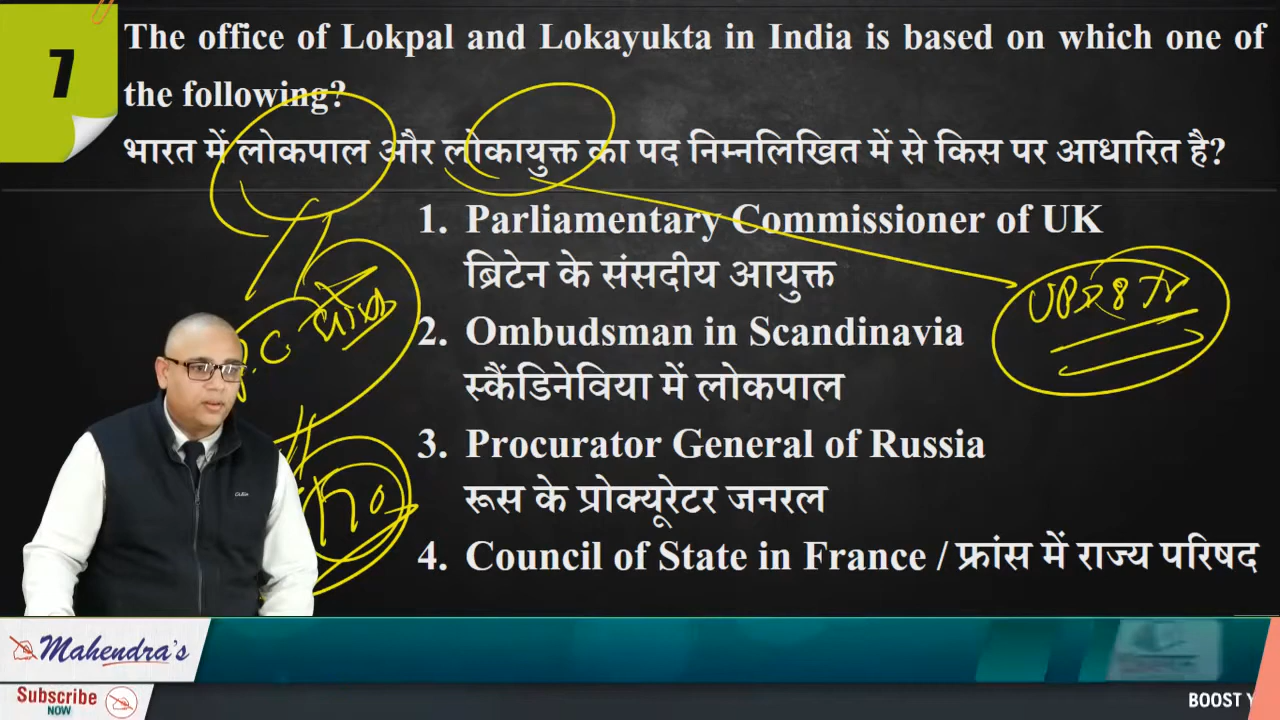 7
The office of Lokpal and Lokayukta in India is based on which one of
the following?
भारत में लोकपाल और लोकायुक्त का पद निम्नलिखित में से किस पर आधारित है?
1. Parliamentary Commissioner of UK
ब्रिटेन के संसदीय आयुक्त
2. Ombudsman in Scandinavia
स्कैंडिनेविया में लोकपाल
3. Procurator General of Russia
रूस के प्रोक्यूरेटर जनरल
4. Council of State in France / फ्रांस में राज्य परिषद
Mahendra's
Subscribe
NOW
BOOST